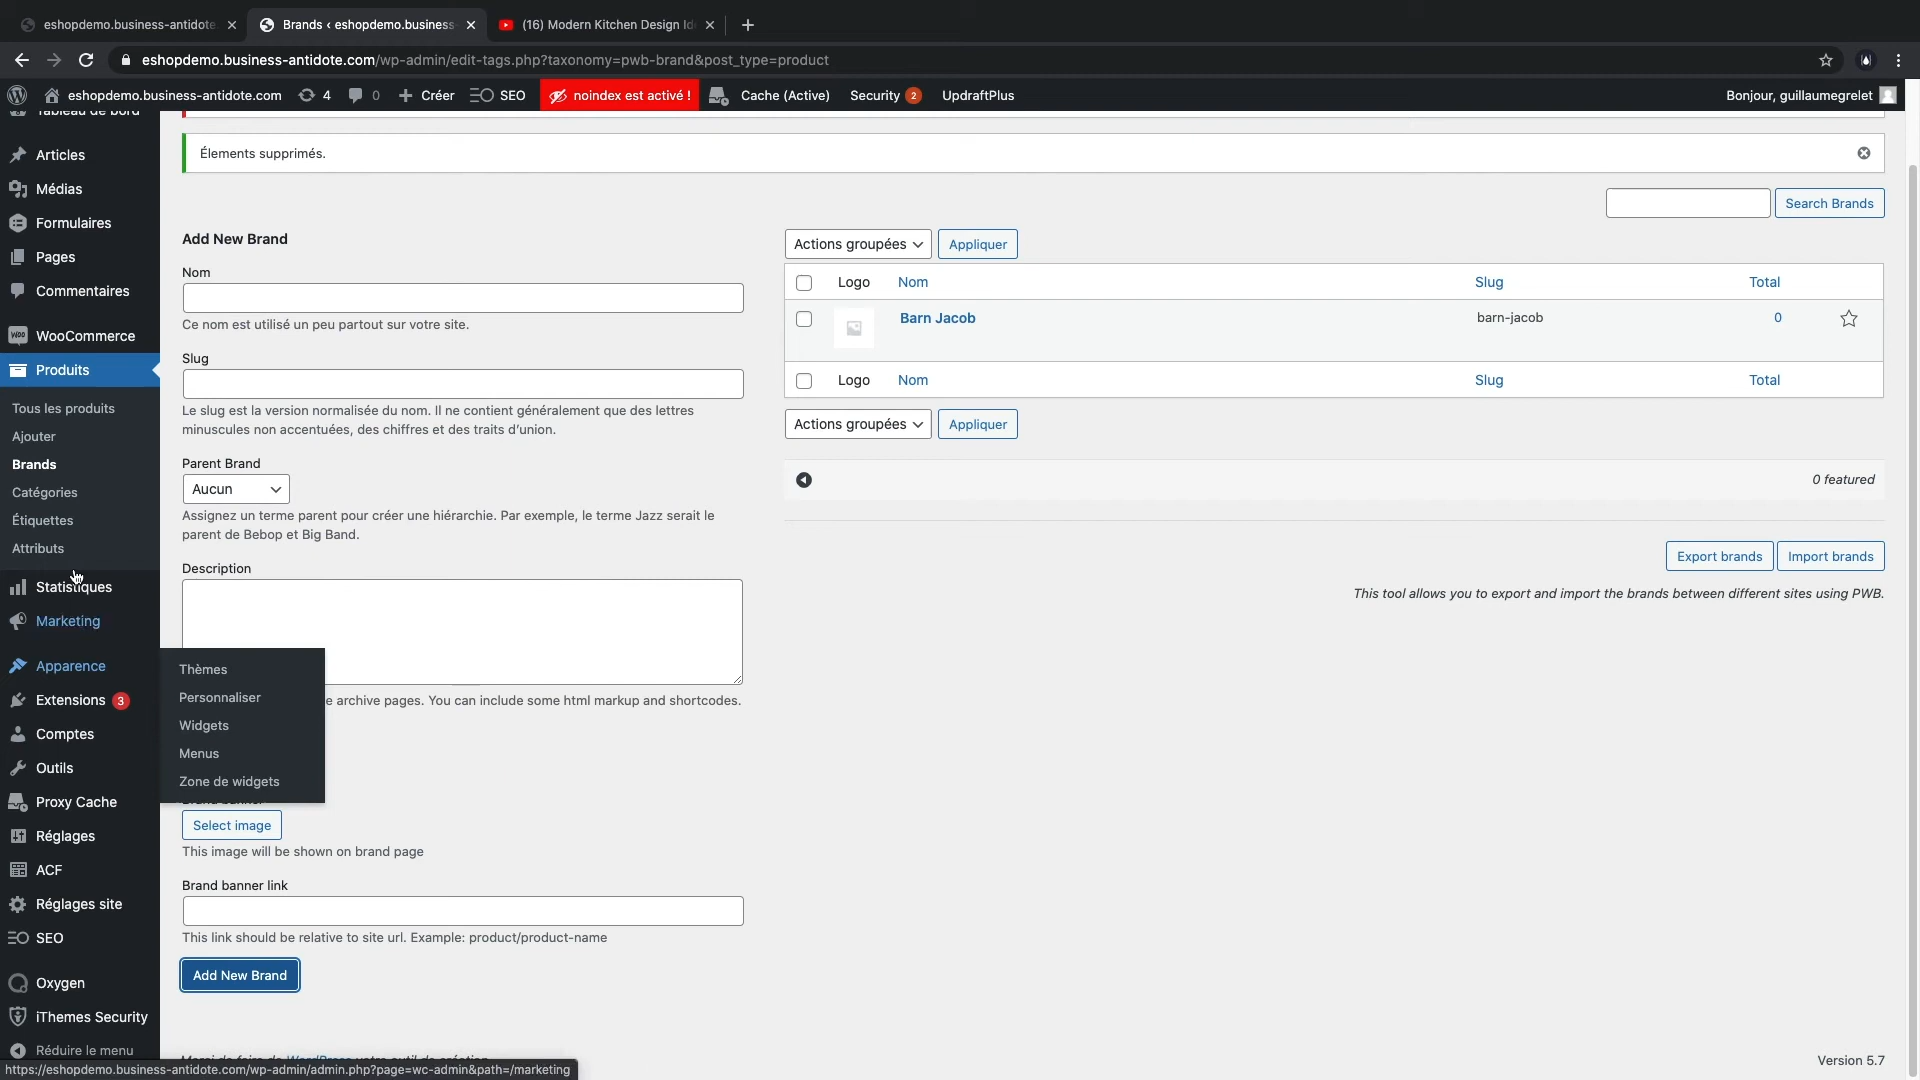 eshopdemo.business-antidote
Brands ‹ eshopdemo.business-
(16) Modern Kitchen Design Id
eshopdemo.business-antidote.com/wp-admin/edit-tags.php?taxonomy=pwb-brand&post_type=product
eshopdemo.business-antidote.com
4
0
Créer
SEO
noindex est activé !
Cache (Active)
Security 2
UpdraftPlus
Bonjour, guillaumegrelet
Tableau de bord
Articles
Médias
Formulaires
Pages
Commentaires
WooCommerce
Produits
Tous les produits
Ajouter
Brands
Catégories
Étiquettes
Attributs
Statistiques
Marketing
Apparence
Extensions 3
Comptes
Outils
Proxy Cache
Réglages
ACF
Réglages site
SEO
Oxygen
iThemes Security
Réduire le menu
Thèmes
Personnaliser
Widgets
Menus
Zone de widgets
Élements supprimés.
Search Brands
Add New Brand
Nom
Ce nom est utilisé un peu partout sur votre site.
Slug
Le slug est la version normalisée du nom. Il ne contient généralement que des lettres
minuscules non accentuées, des chiffres et des traits d’union.
Parent Brand
Aucun
Assignez un terme parent pour créer une hiérarchie. Par exemple, le terme Jazz serait le
parent de Bebop et Big Band.
Description
archive pages. You can include some html markup and shortcodes.
Select image
This image will be shown on brand page
Brand banner link
This link should be relative to site url. Example: product/product-name
Add New Brand
Actions groupées
Appliquer
Logo Nom Slug Total
Barn Jacob barn-jacob 0
Logo Nom Slug Total
Actions groupées
Appliquer
0 featured
Export brands
Import brands
This tool allows you to export and import the brands between different sites using PWB.
Version 5.7
https://eshopdemo.business-antidote.com/wp-admin/admin.php?page=wc-admin&path=/marketing